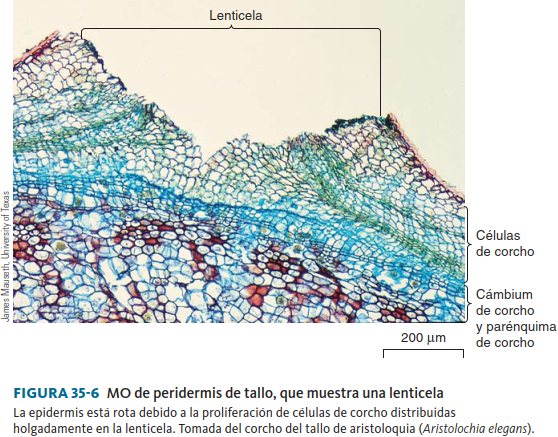 Lenticela
James Mauseth, University of Texas
Células
de corcho
Cámbium
de corcho
y parénquima
de corcho
200 µm
FIGURA 35-6 MO de peridermis de tallo, que muestra una lenticela
La epidermis está rota debido a la proliferación de células de corcho distribuidas
holgadamente en la lenticela. Tomada del corcho del tallo de aristoloquia (Aristolochia elegans).